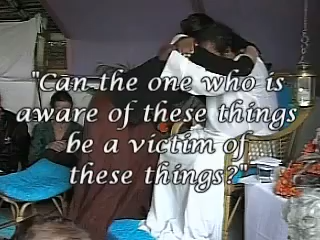 "Can the one who is
aware of these things
be a victim of
these things?"